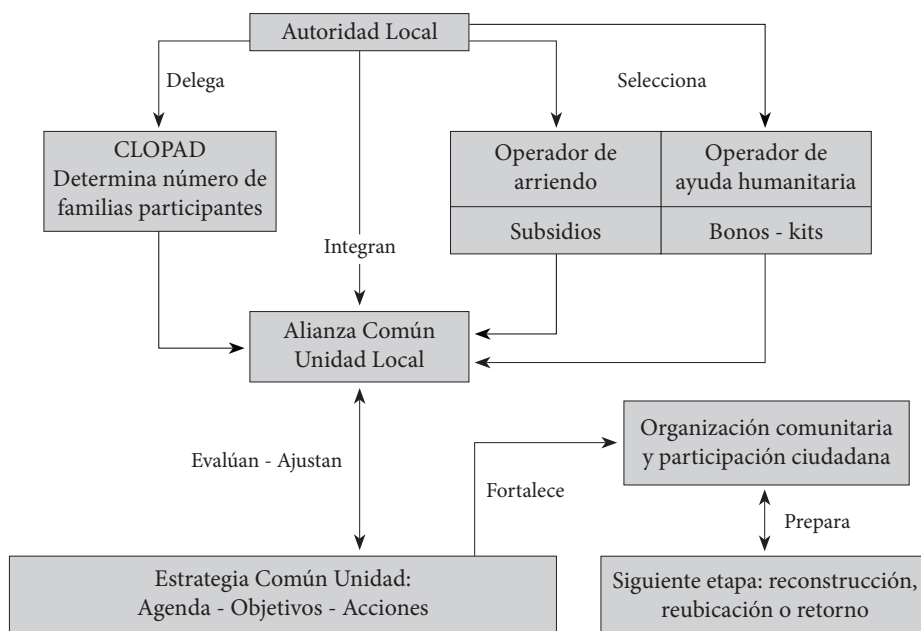 Autoridad Local
Delega
Selecciona
CLOPAD
Determina número de
familias participantes
Operador de
arriendo
Operador de
ayuda humanitaria
Subsidios
Bonos - kits
Integran
Alianza Común
Unidad Local
Evalúan - Ajustan
Organización comunitaria
y participación ciudadana
Fortalece
Prepara
Estrategia Común Unidad:
Agenda - Objetivos - Acciones
Siguiente etapa: reconstrucción,
reubicación o retorno